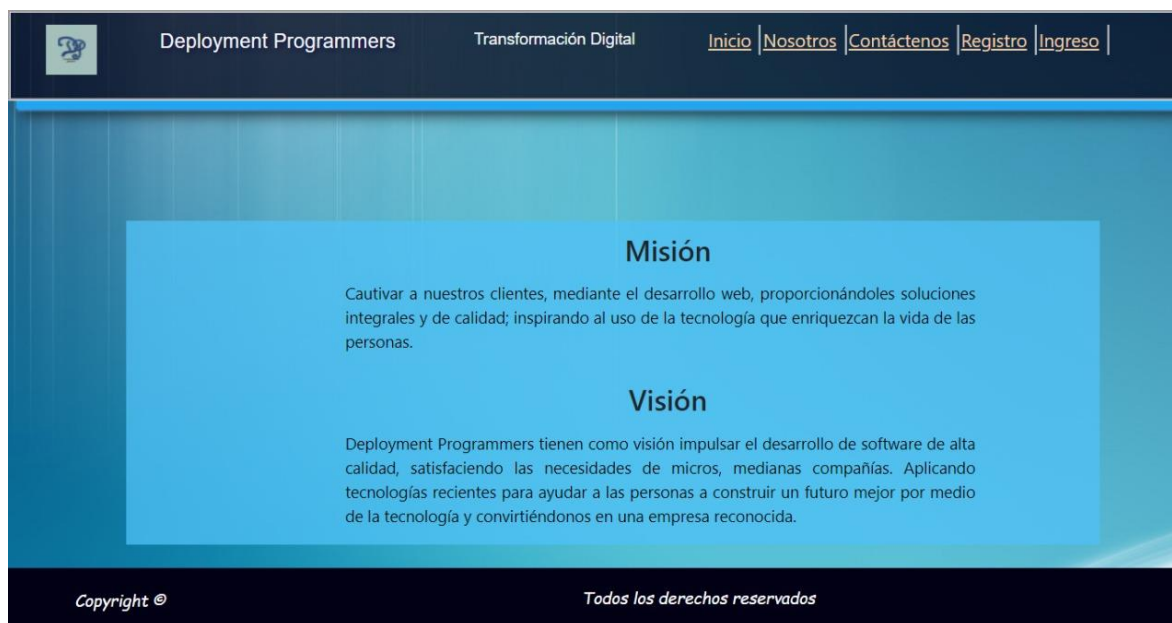 Deployment Programmers
Transformación Digital
Inicio |Nosotros |Contáctenos |Registro |Ingreso |
Misión
Cautivar a nuestros clientes, mediante el desarrollo web, proporcionándoles soluciones
integrales y de calidad; inspirando al uso de la tecnología que enriquezcan la vida de las
personas.
Visión
Deployment Programmers tienen como visión impulsar el desarrollo de software de alta
calidad, satisfaciendo las necesidades de micros, medianas compañías. Aplicando
tecnologías recientes para ayudar a las personas a construir un futuro mejor por medio
de la tecnología y convirtiéndonos en una empresa reconocida.
Copyright ©
Todos los derechos reservados